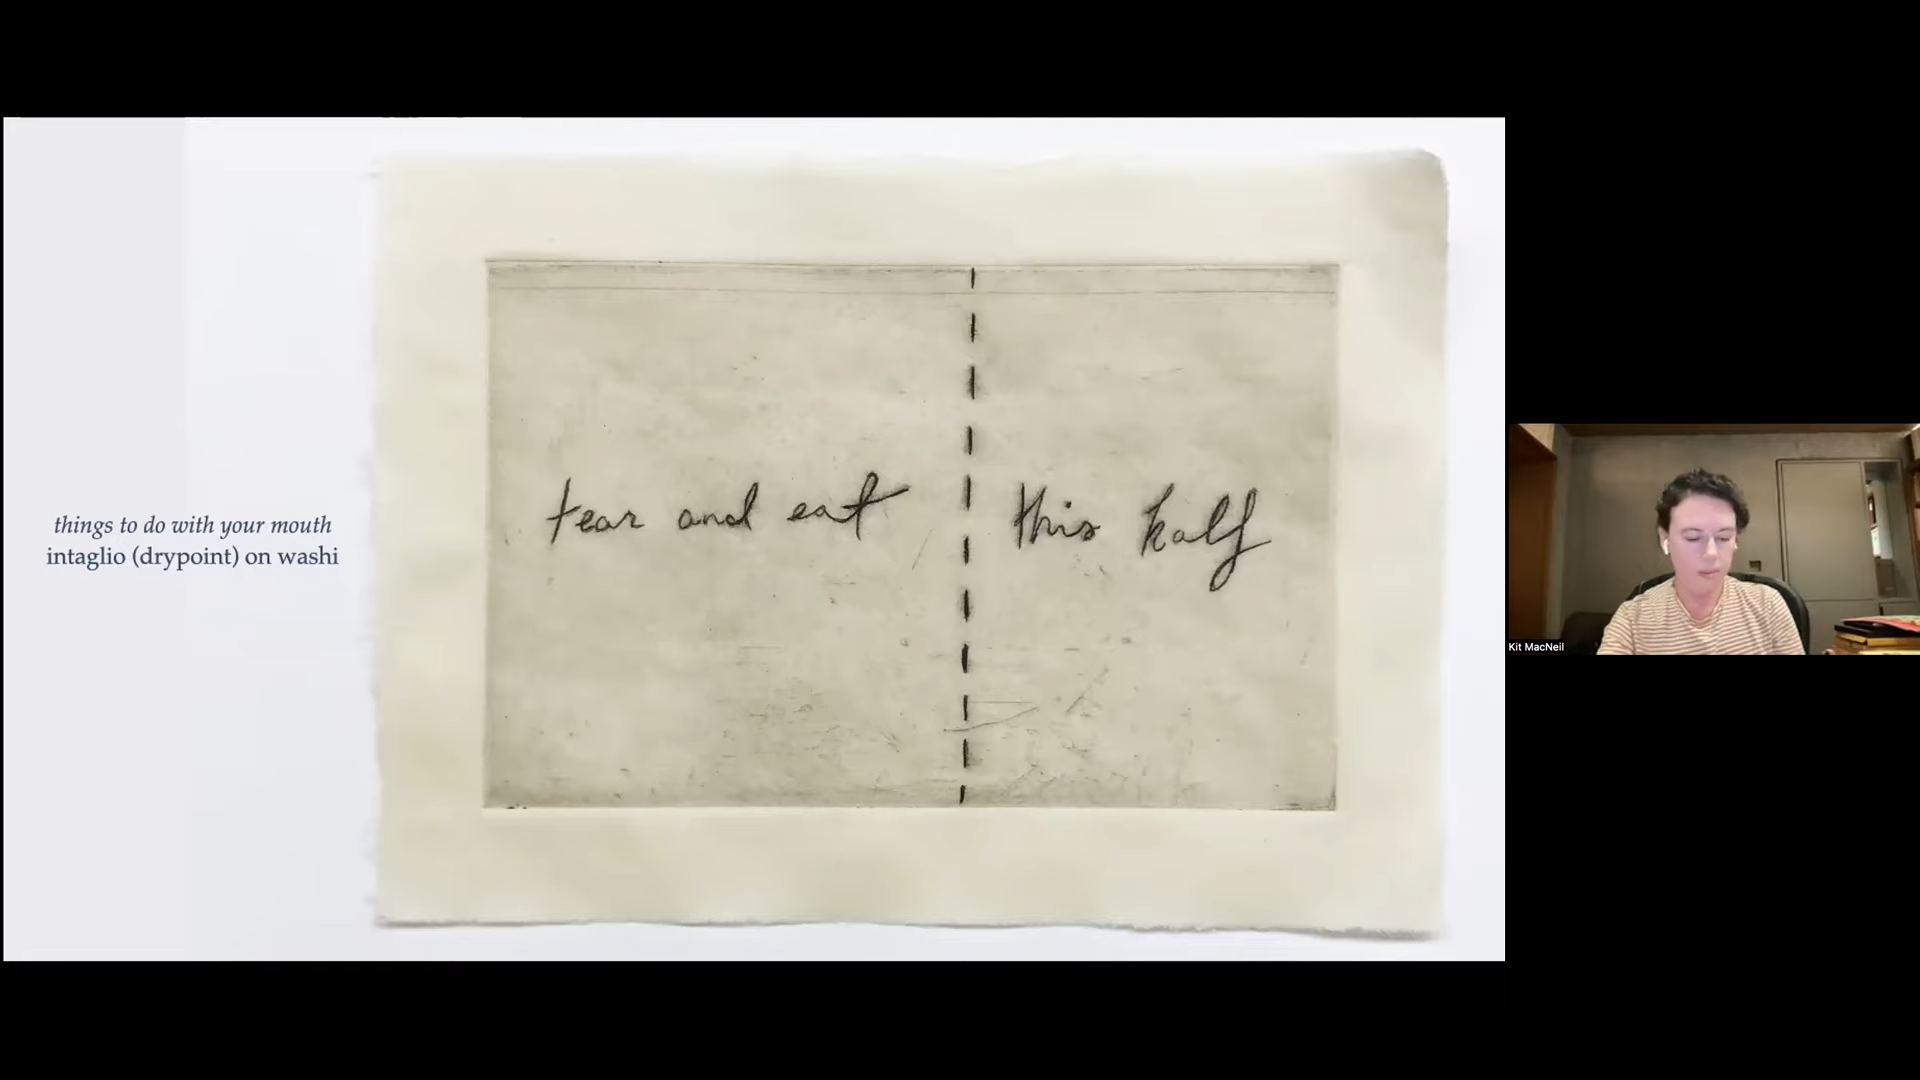 things to do with your mouth
intaglio (drypoint) on washi
tear and eat this half
Kit MacNeil